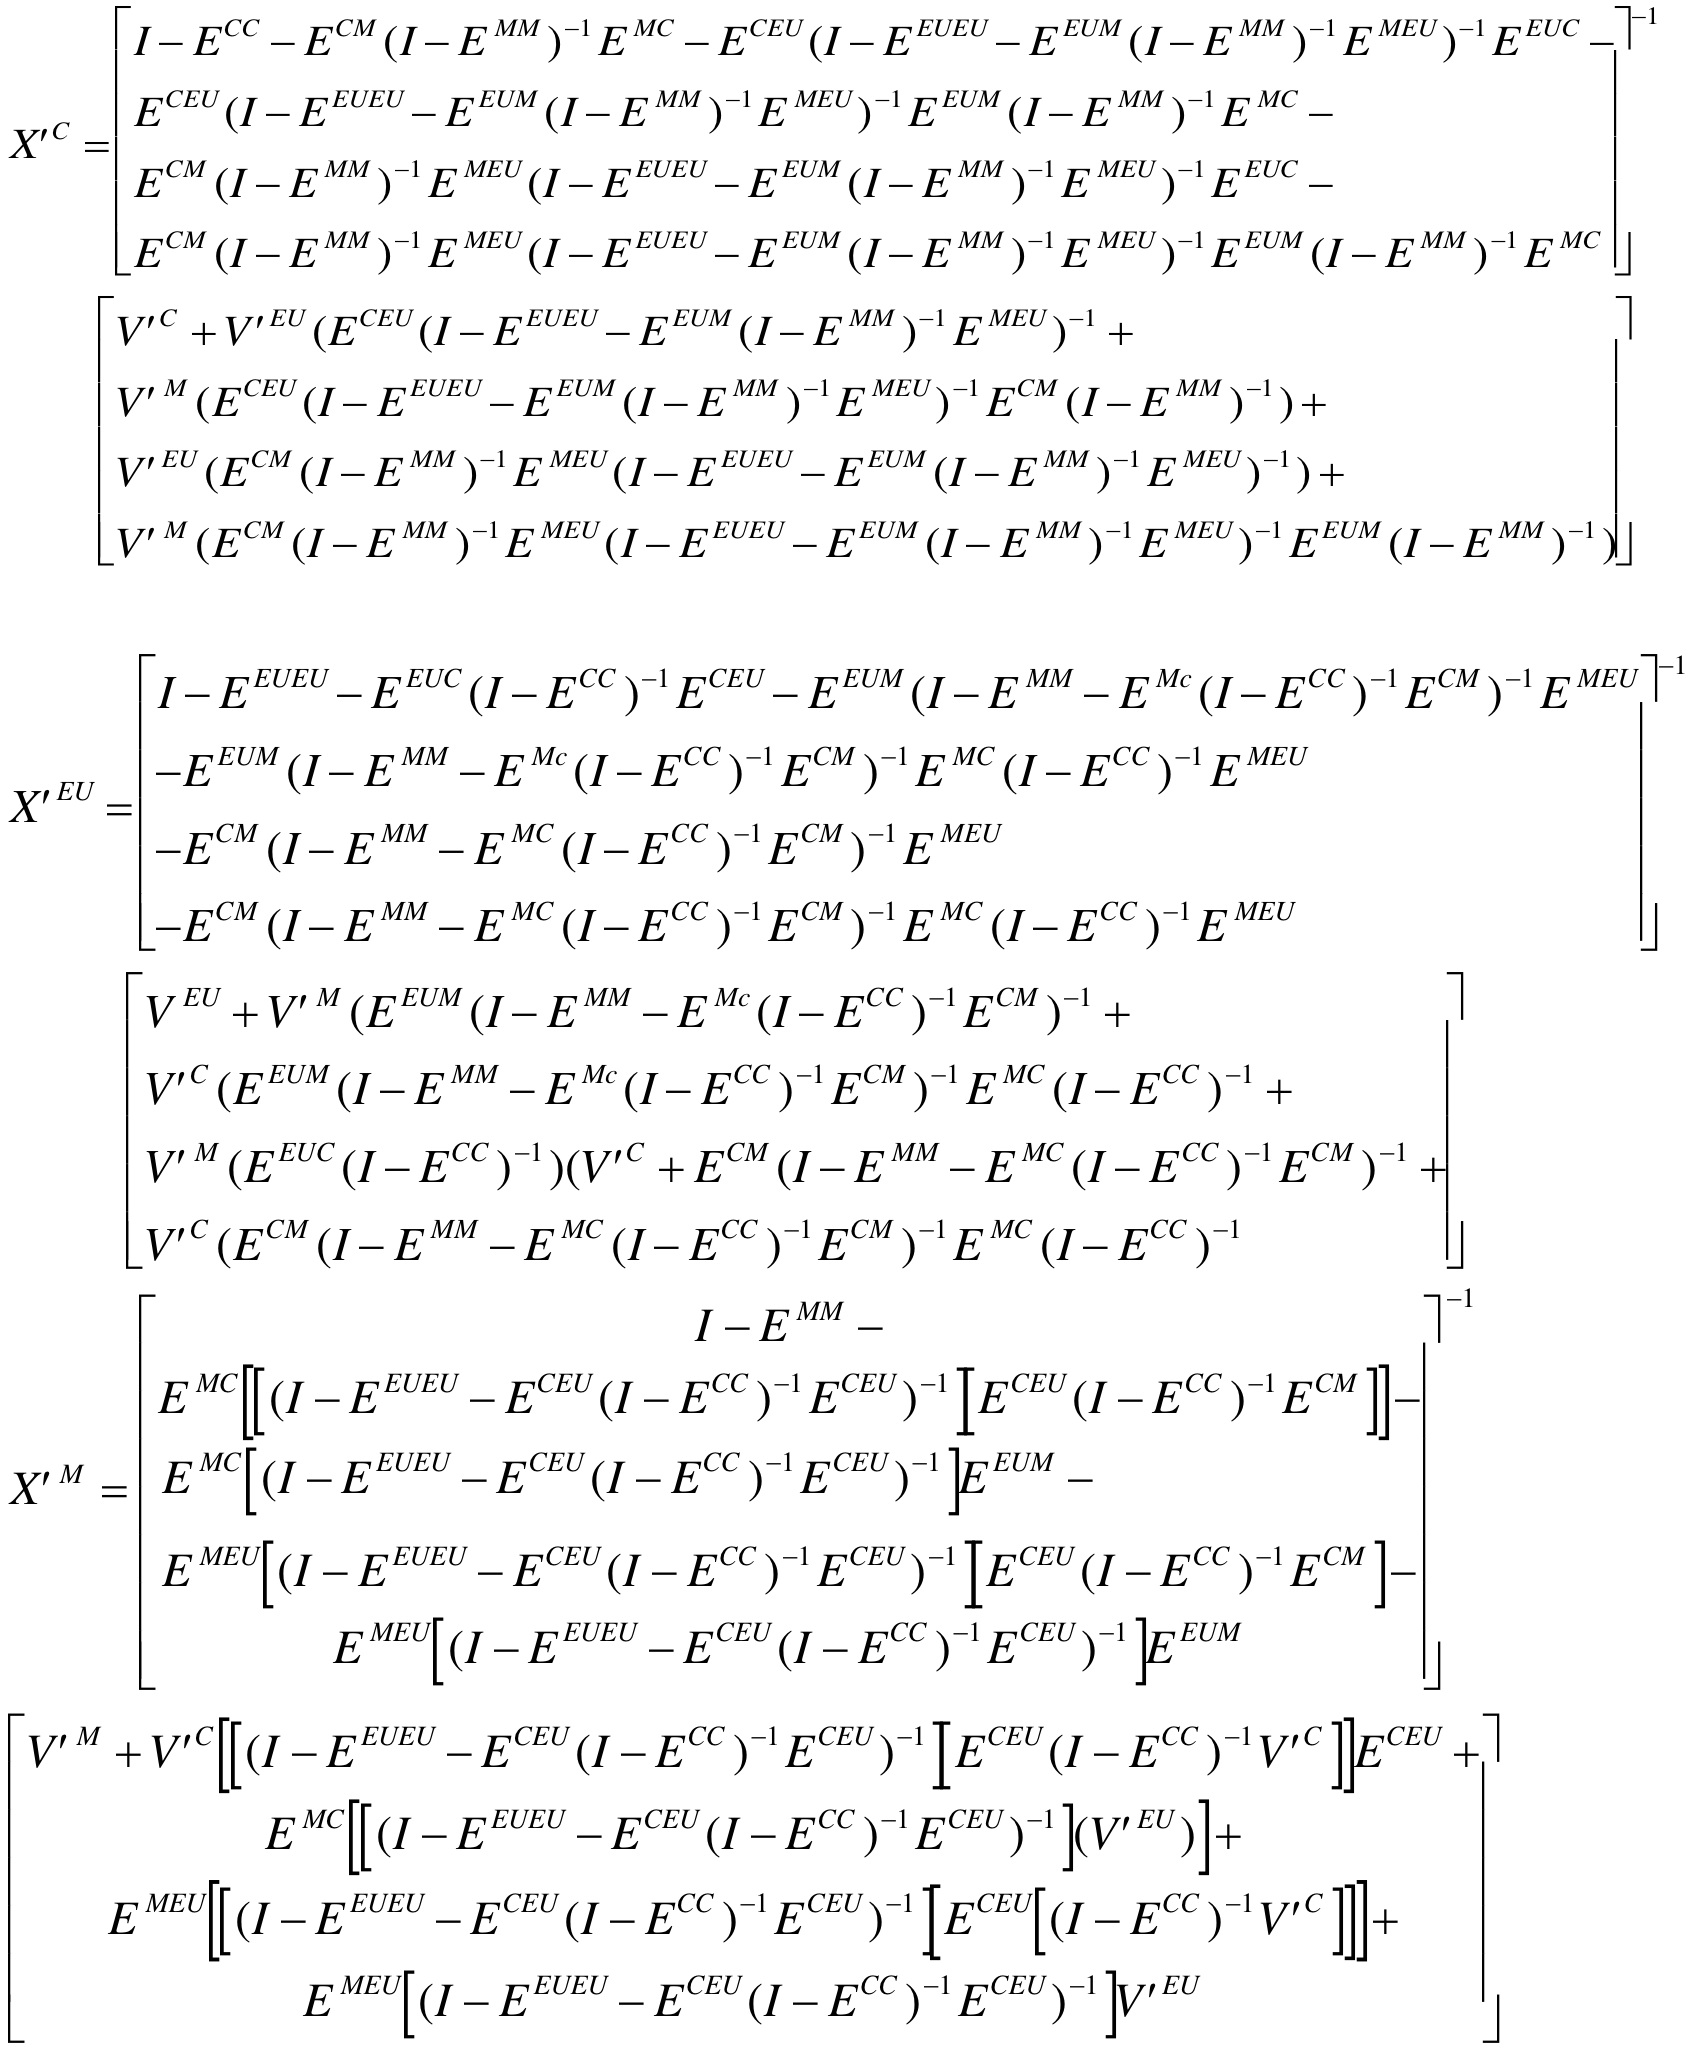 I − E^{CC} − E^{CM}(I − E^{MM})^{−1}E^{MC} − E^{CEU}(I − E^{EUEU} − E^{EUM}(I − E^{MM})^{−1}E^{MEU})^{−1}E^{EUC} − ]^{−1}
E^{CEU}(I − E^{EUEU} − E^{EUM}(I − E^{MM})^{−1}E^{MEU})^{−1}E^{EUM}(I − E^{MM})^{−1}E^{MC} −
X′^{C} = [
E^{CM}(I − E^{MM})^{−1}E^{MEU}(I − E^{EUEU} − E^{EUM}(I − E^{MM})^{−1}E^{MEU})^{−1}E^{EUC} −
E^{CM}(I − E^{MM})^{−1}E^{MEU}(I − E^{EUEU} − E^{EUM}(I − E^{MM})^{−1}E^{MEU})^{−1}E^{EUM}(I − E^{MM})^{−1}E^{MC}
[V′^{C} + V′^{EU}(E^{CEU}(I − E^{EUEU} − E^{EUM}(I − E^{MM})^{−1}E^{MEU})^{−1} +
V′^{M}(E^{CEU}(I − E^{EUEU} − E^{EUM}(I − E^{MM})^{−1}E^{MEU})^{−1}E^{CM}(I − E^{MM})^{−1}) +
V′^{EU}(E^{CM}(I − E^{MM})^{−1}E^{MEU}(I − E^{EUEU} − E^{EUM}(I − E^{MM})^{−1}E^{MEU})^{−1}) +
V′^{M}(E^{CM}(I − E^{MM})^{−1}E^{MEU}(I − E^{EUEU} − E^{EUM}(I − E^{MM})^{−1}E^{MEU})^{−1}E^{EUM}(I − E^{MM})^{−1})]
I − E^{EUEU} − E^{EUC}(I − E^{CC})^{−1}E^{CEU} − E^{EUM}(I − E^{MM} − E^{Mc}(I − E^{CC})^{−1}E^{CM})^{−1}E^{MEU} ]^{−1}
−E^{EUM}(I − E^{MM} − E^{Mc}(I − E^{CC})^{−1}E^{CM})^{−1}E^{MC}(I − E^{CC})^{−1}E^{MEU}
X′^{EU} = [
−E^{CM}(I − E^{MM} − E^{MC}(I − E^{CC})^{−1}E^{CM})^{−1}E^{MEU}
−E^{CM}(I − E^{MM} − E^{MC}(I − E^{CC})^{−1}E^{CM})^{−1}E^{MC}(I − E^{CC})^{−1}E^{MEU}
[V^{EU} + V′^{M}(E^{EUM}(I − E^{MM} − E^{Mc}(I − E^{CC})^{−1}E^{CM})^{−1} +
V′^{C}(E^{EUM}(I − E^{MM} − E^{Mc}(I − E^{CC})^{−1}E^{CM})^{−1}E^{MC}(I − E^{CC})^{−1} +
V′^{M}(E^{EUC}(I − E^{CC})^{−1})(V′^{C} + E^{CM}(I − E^{MM} − E^{MC}(I − E^{CC})^{−1}E^{CM})^{−1} +
V′^{C}(E^{CM}(I − E^{MM} − E^{MC}(I − E^{CC})^{−1}E^{CM})^{−1}E^{MC}(I − E^{CC})^{−1}]
I − E^{MM} − ]^{−1}
E^{MC}[[(I − E^{EUEU} − E^{CEU}(I − E^{CC})^{−1}E^{CEU})^{−1}][E^{CEU}(I − E^{CC})^{−1}E^{CM}]] −
X′^{M} = [ E^{MC}[(I − E^{EUEU} − E^{CEU}(I − E^{CC})^{−1}E^{CEU})^{−1}]E^{EUM} −
E^{MEU}[(I − E^{EUEU} − E^{CEU}(I − E^{CC})^{−1}E^{CEU})^{−1}][E^{CEU}(I − E^{CC})^{−1}E^{CM}] −
E^{MEU}[(I − E^{EUEU} − E^{CEU}(I − E^{CC})^{−1}E^{CEU})^{−1}]E^{EUM}
[V′^{M} + V′^{C}[[(I − E^{EUEU} − E^{CEU}(I − E^{CC})^{−1}E^{CEU})^{−1}][E^{CEU}(I − E^{CC})^{−1}V′^{C}]]E^{CEU} +
E^{MC}[[(I − E^{EUEU} − E^{CEU}(I − E^{CC})^{−1}E^{CEU})^{−1}](V′^{EU})] +
E^{MEU}[[(I − E^{EUEU} − E^{CEU}(I − E^{CC})^{−1}E^{CEU})^{−1}][E^{CEU}[(I − E^{CC})^{−1}V′^{C}]]] +
E^{MEU}[(I − E^{EUEU} − E^{CEU}(I − E^{CC})^{−1}E^{CEU})^{−1}]V′^{EU}]